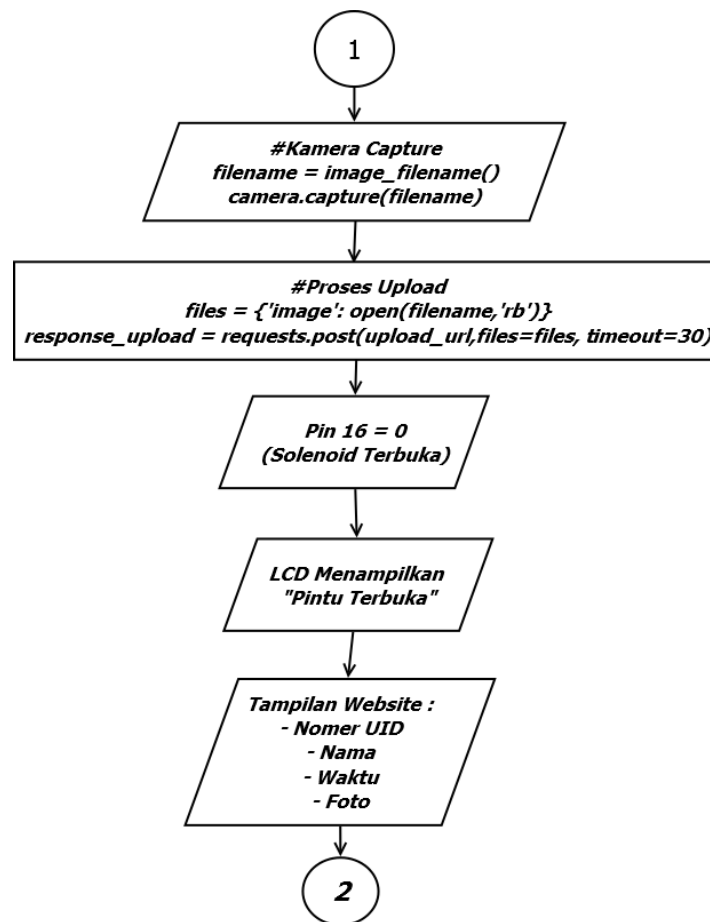 1
#Kamera Capture
filename = image_filename()
camera.capture(filename)
#Proses Upload
files = {'image': open(filename,'rb')}
response_upload = requests.post(upload_url,files=files, timeout=30)
Pin 16 = 0
(Solenoid Terbuka)
LCD Menampilkan
"Pintu Terbuka"
Tampilan Website :
- Nomer UID
- Nama
- Waktu
- Foto
2